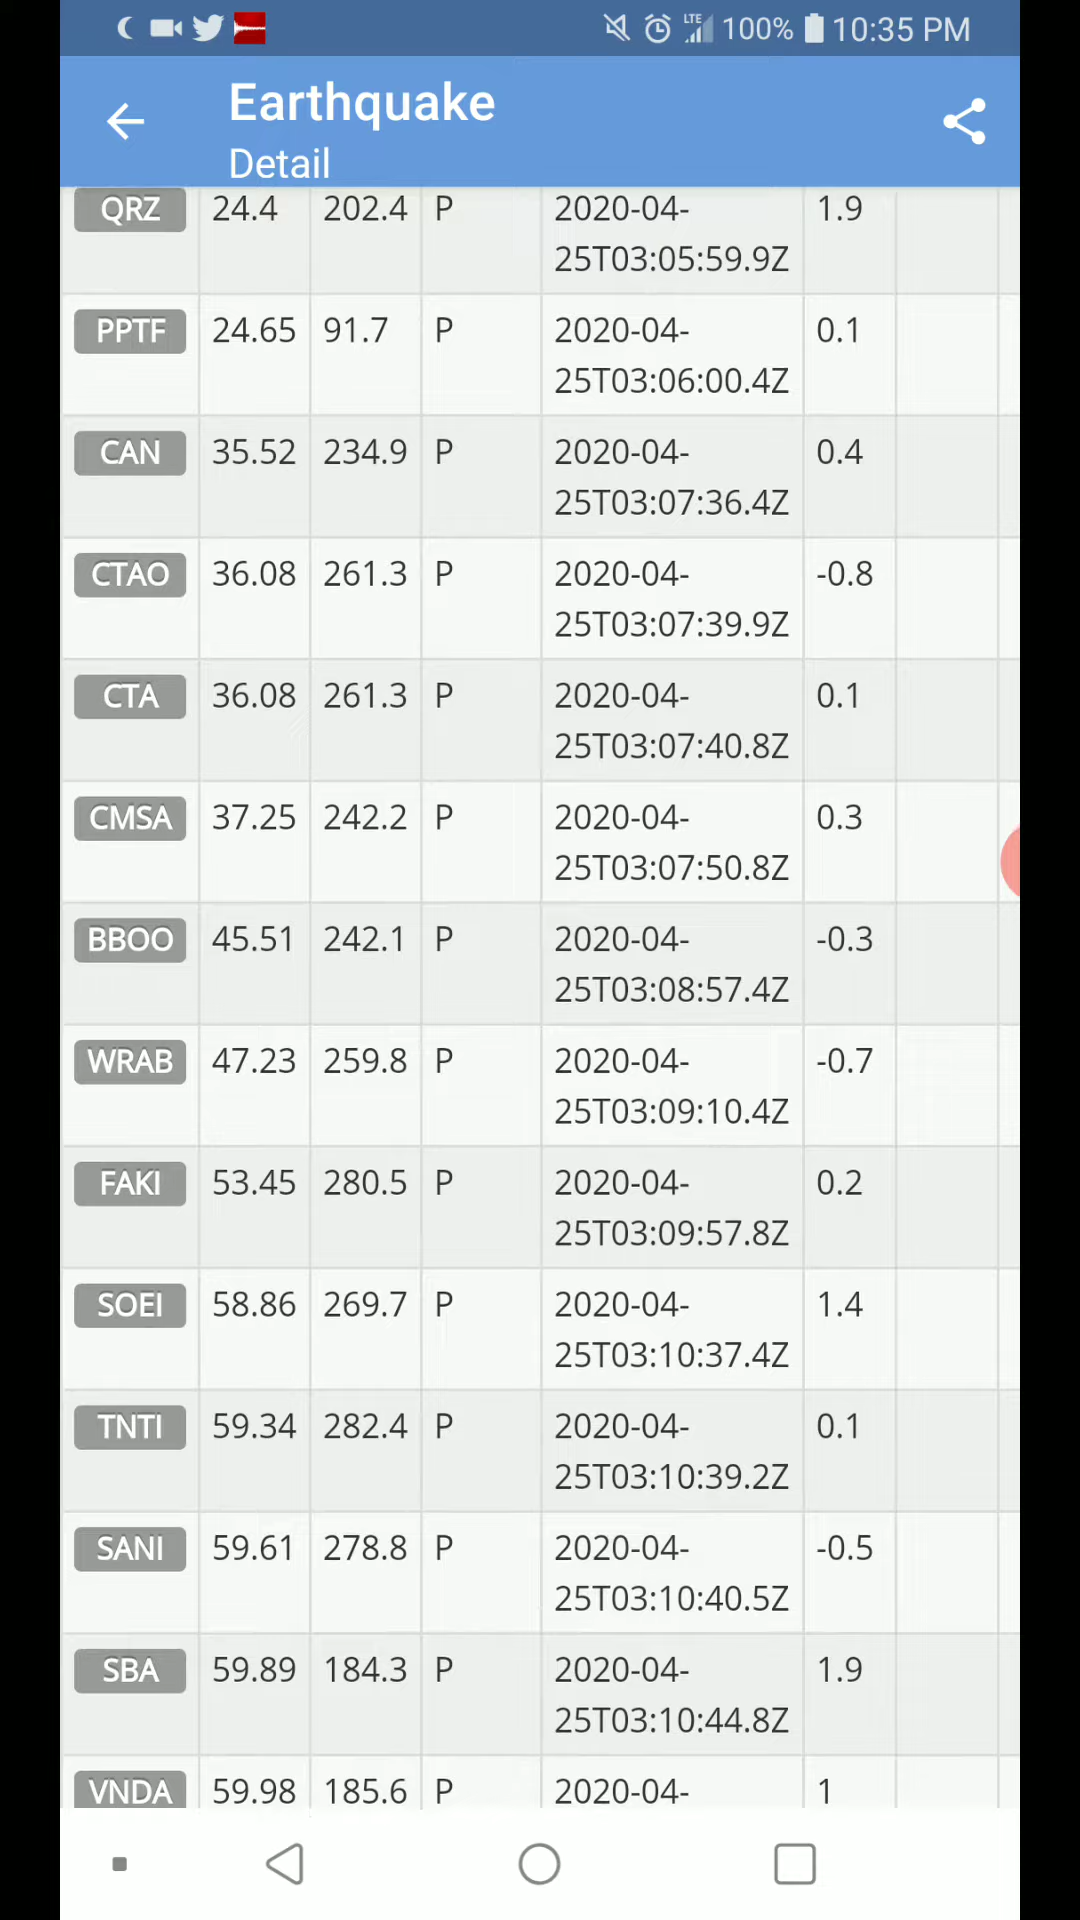 LTE 100% 10:35 PM
Earthquake
Detail
QRZ 24.4 202.4 P 2020-04- 1.9
25T03:05:59.9Z
PPTF 24.65 91.7 P 2020-04- 0.1
25T03:06:00.4Z
CAN 35.52 234.9 P 2020-04- 0.4
25T03:07:36.4Z
CTAO 36.08 261.3 P 2020-04- -0.8
25T03:07:39.9Z
CTA 36.08 261.3 P 2020-04- 0.1
25T03:07:40.8Z
CMSA 37.25 242.2 P 2020-04- 0.3
25T03:07:50.8Z
BBOO 45.51 242.1 P 2020-04- -0.3
25T03:08:57.4Z
WRAB 47.23 259.8 P 2020-04- -0.7
25T03:09:10.4Z
FAKI 53.45 280.5 P 2020-04- 0.2
25T03:09:57.8Z
SOEI 58.86 269.7 P 2020-04- 1.4
25T03:10:37.4Z
TNTI 59.34 282.4 P 2020-04- 0.1
25T03:10:39.2Z
SANI 59.61 278.8 P 2020-04- -0.5
25T03:10:40.5Z
SBA 59.89 184.3 P 2020-04- 1.9
25T03:10:44.8Z
VNDA 59.98 185.6 P 2020-04- 1